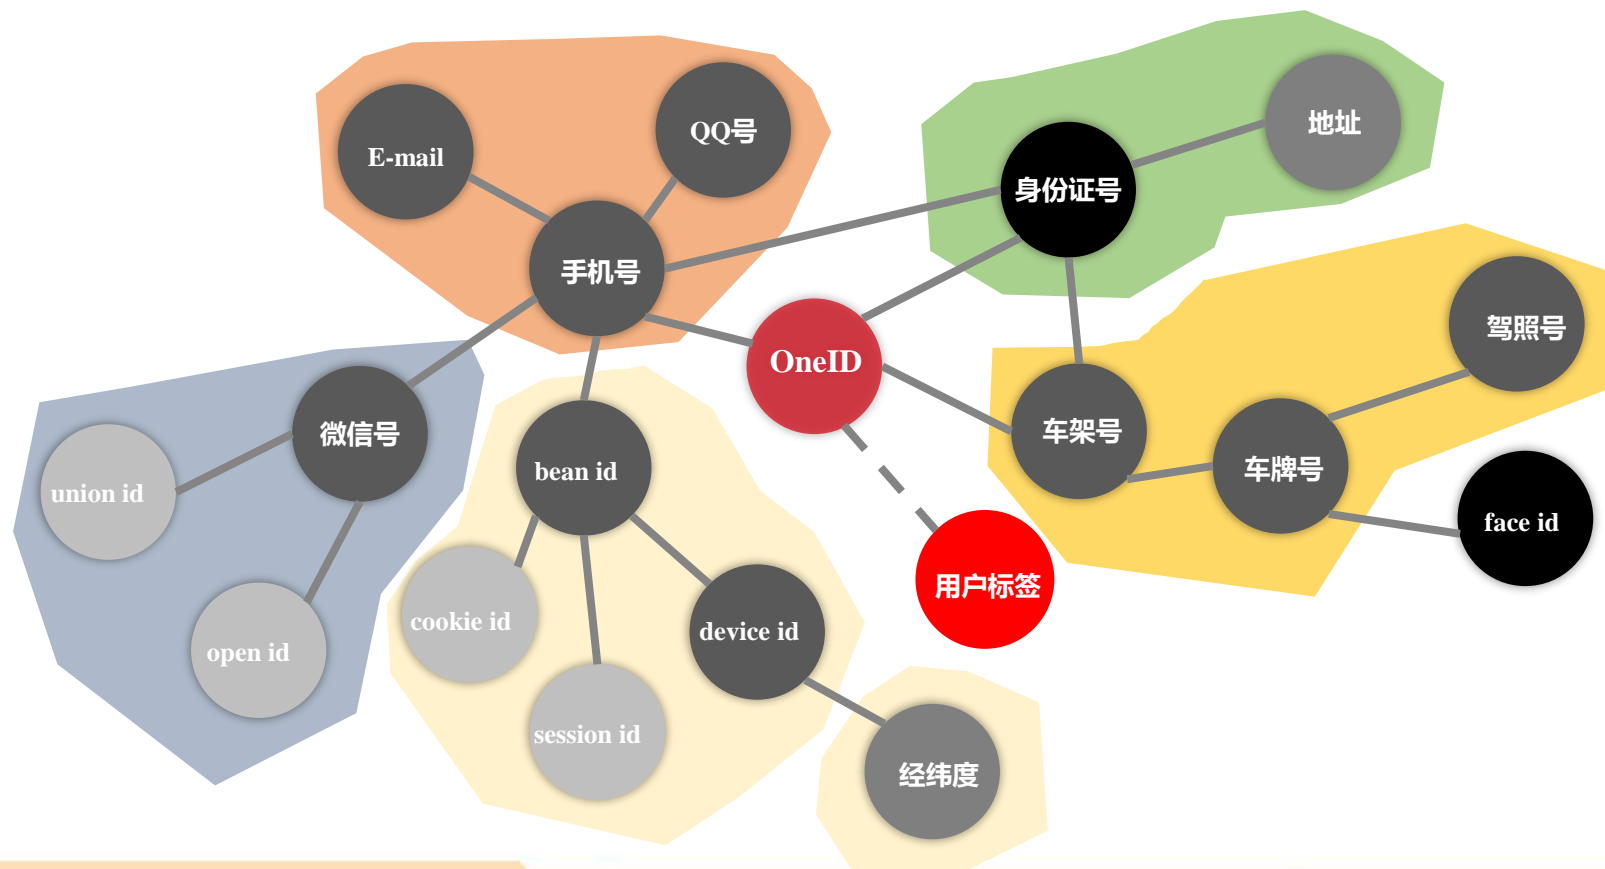 E-mail
QQ号
手机号
身份证号
地址
OneID
驾照号
车架号
车牌号
face id
微信号
union id
open id
bean id
cookie id
session id
device id
用户标签
经纬度